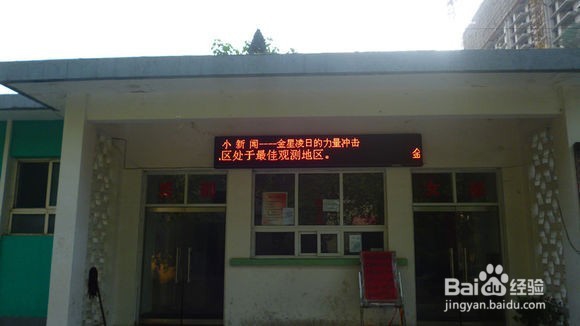 小 新 闻----金星凌日的力量冲击
区处于最佳观测地区。
金
Baidu 经验
jingyan.baidu.com